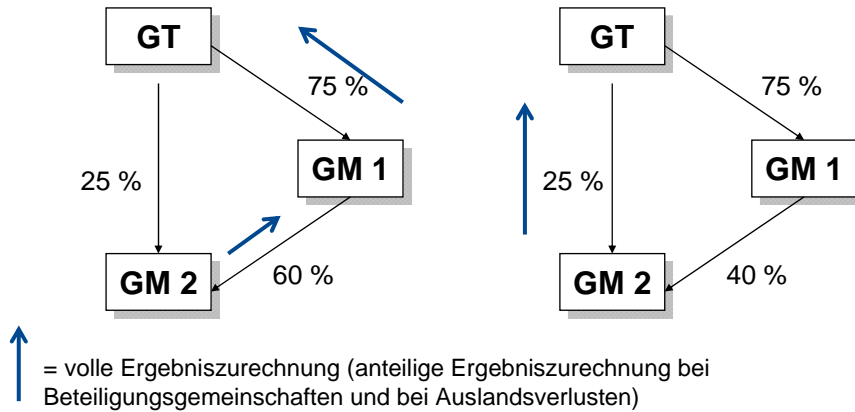 GT
75 %
GM 1
25 %
60 %
GM 2
GT
75 %
GM 1
25 %
40 %
GM 2
= volle Ergebniszurechnung (anteilige Ergebniszurechnung bei
Beteiligungsgemeinschaften und bei Auslandsverlusten)